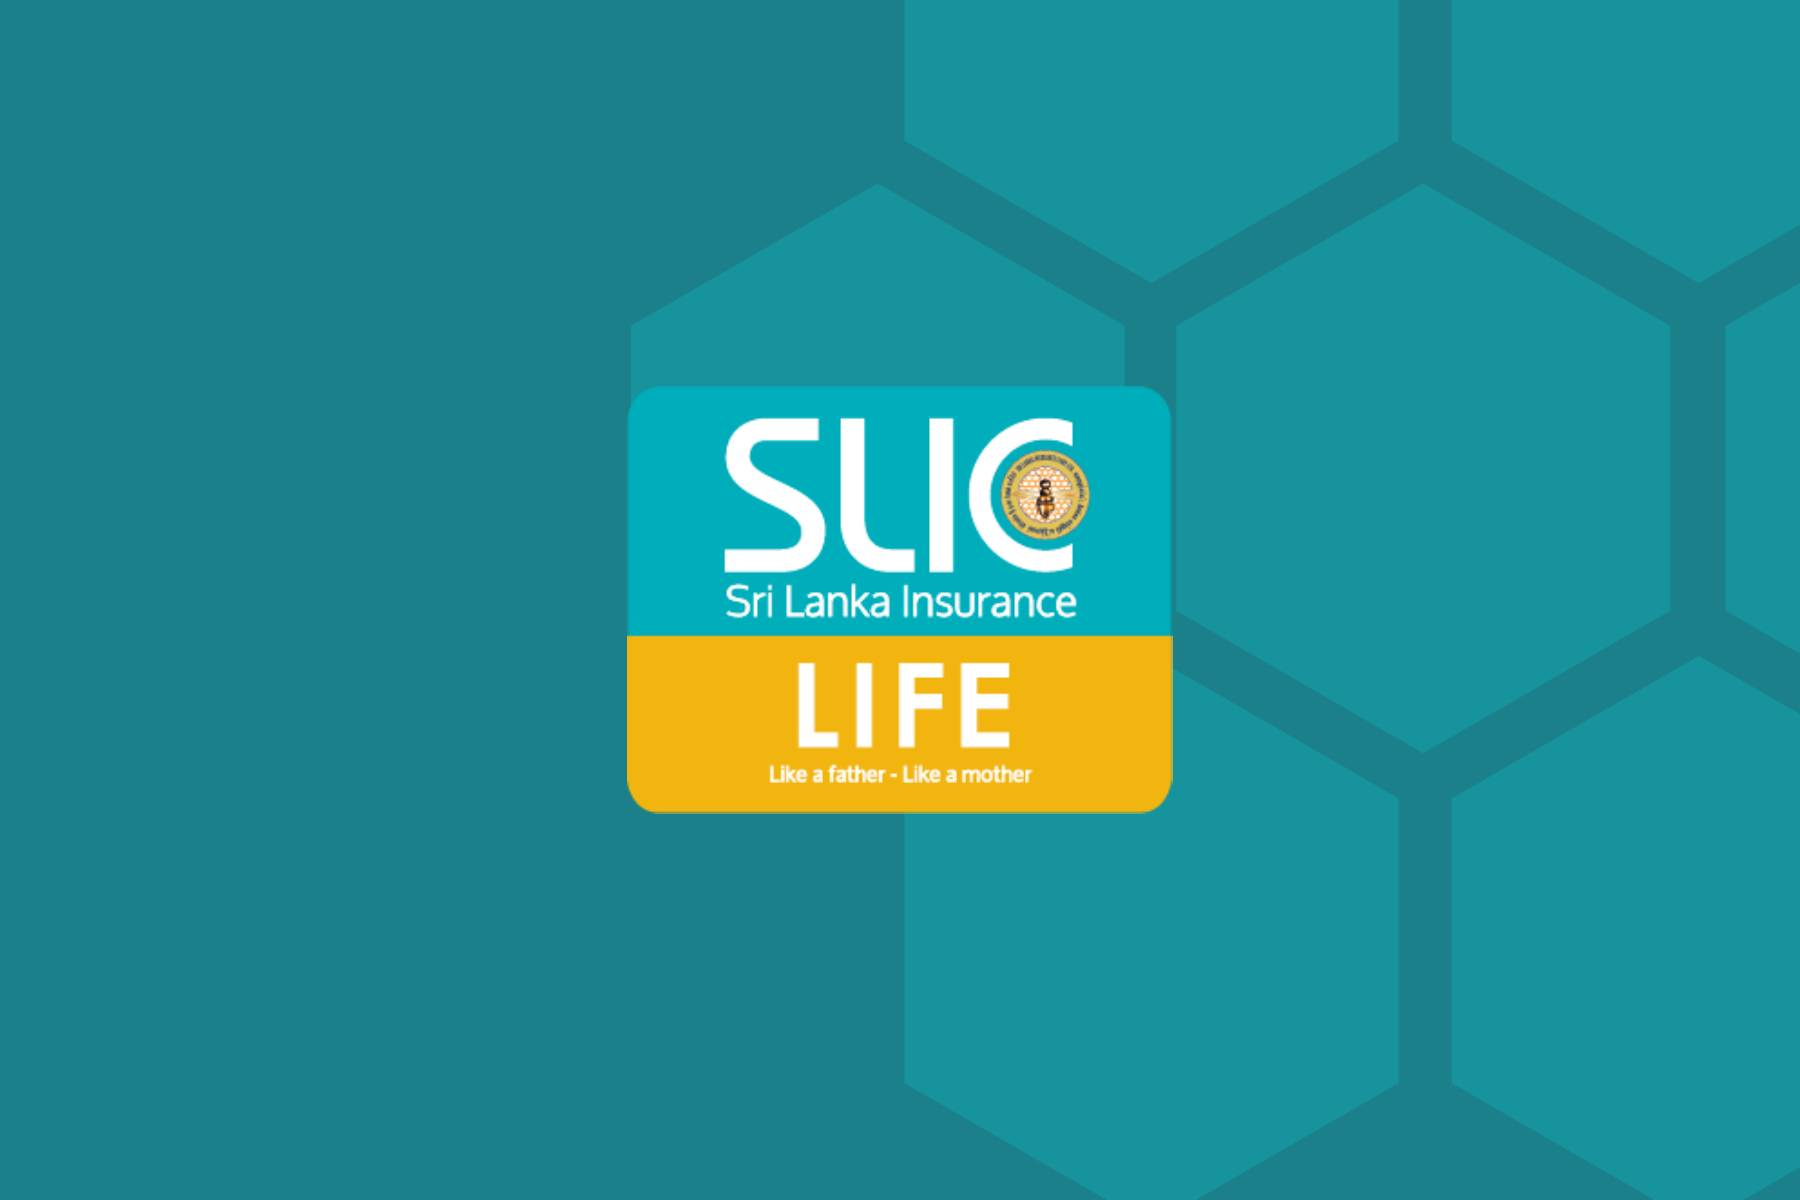 SLIC
Sri Lanka Insurance
LIFE
Like a father - Like a mother